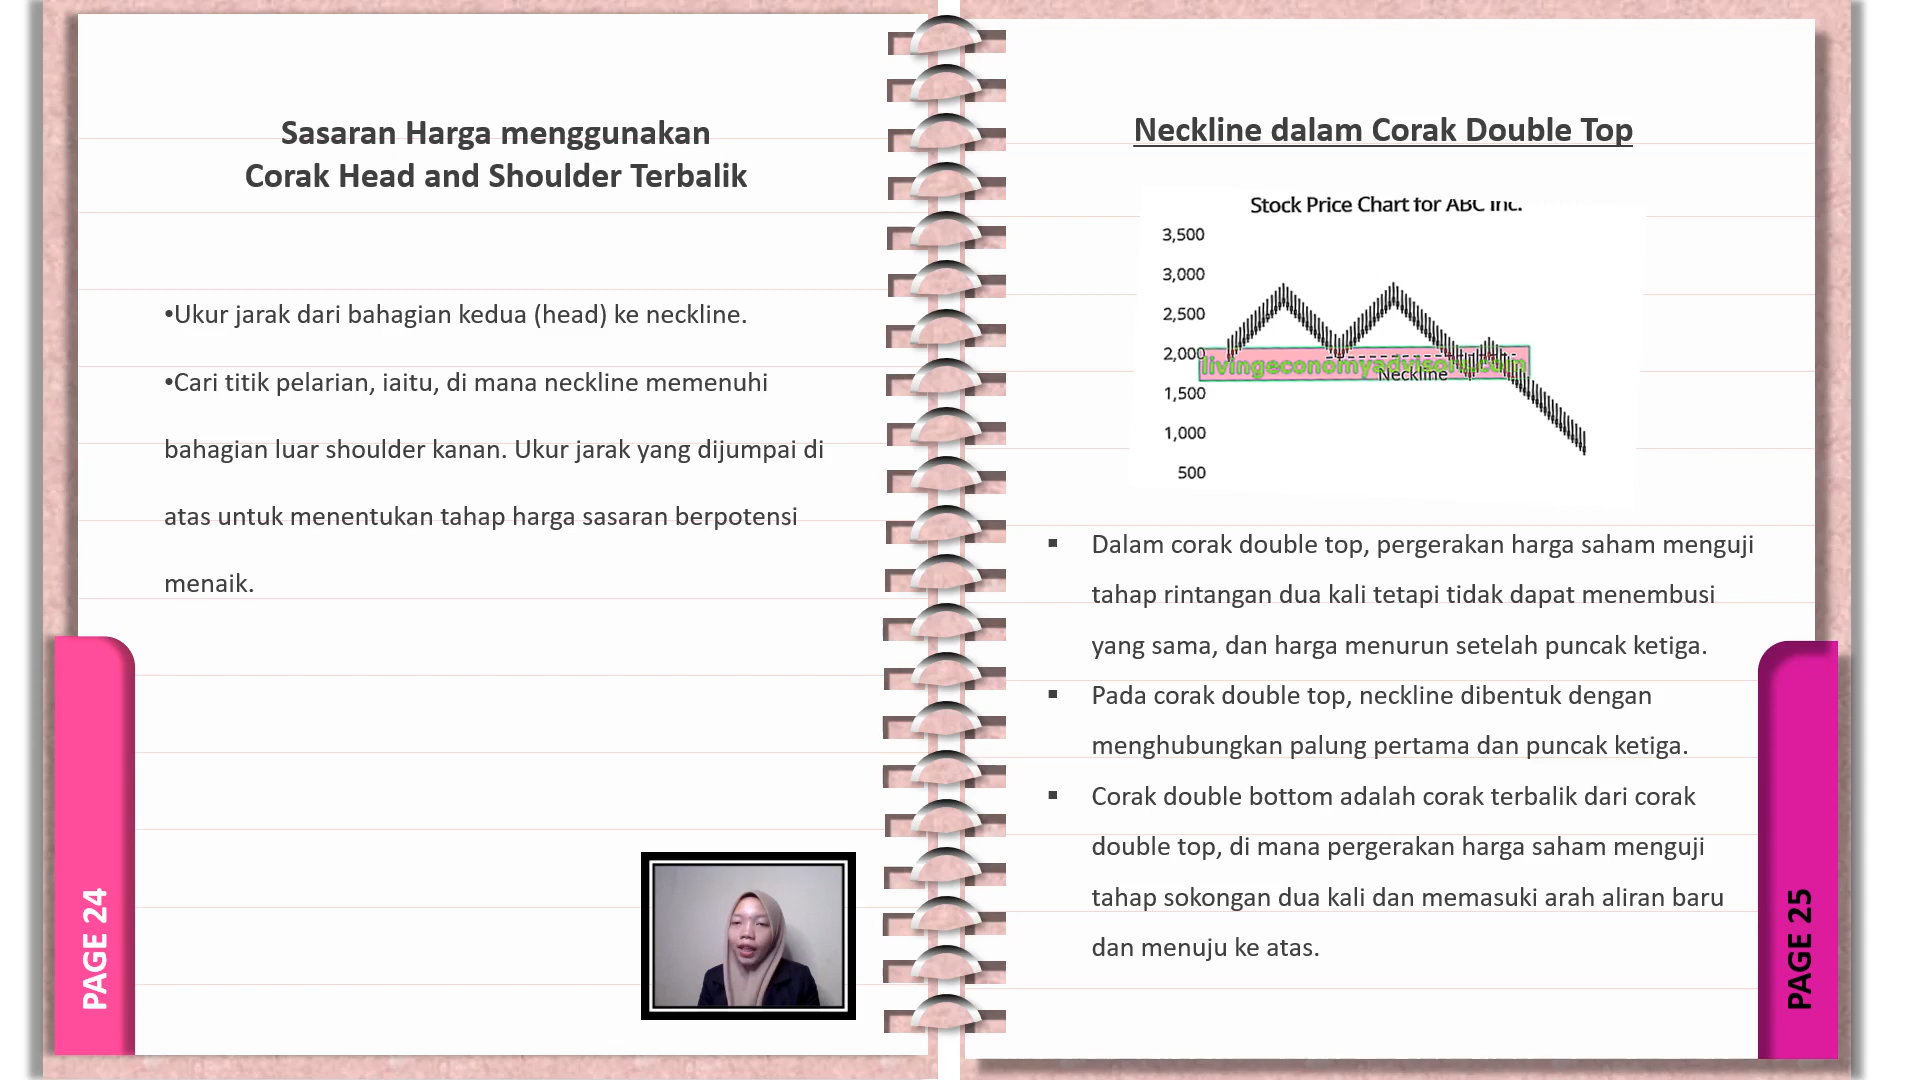 Sasaran Harga menggunakan
Corak Head and Shoulder Terbalik
•Ukur jarak dari bahagian kedua (head) ke neckline.
•Cari titik pelarian, iaitu, di mana neckline memenuhi
bahagian luar shoulder kanan. Ukur jarak yang dijumpai di
atas untuk menentukan tahap harga sasaran berpotensi
menaik.
PAGE 24
Neckline dalam Corak Double Top
Stock Price Chart for ABC Inc.
3,500
3,000
2,500
2,000
livingeconomyadvisors.com
Neckline
1,500
1,000
500
▪ Dalam corak double top, pergerakan harga saham menguji
tahap rintangan dua kali tetapi tidak dapat menembusi
yang sama, dan harga menurun setelah puncak ketiga.
▪ Pada corak double top, neckline dibentuk dengan
menghubungkan palung pertama dan puncak ketiga.
▪ Corak double bottom adalah corak terbalik dari corak
double top, di mana pergerakan harga saham menguji
tahap sokongan dua kali dan memasuki arah aliran baru
dan menuju ke atas.
PAGE 25